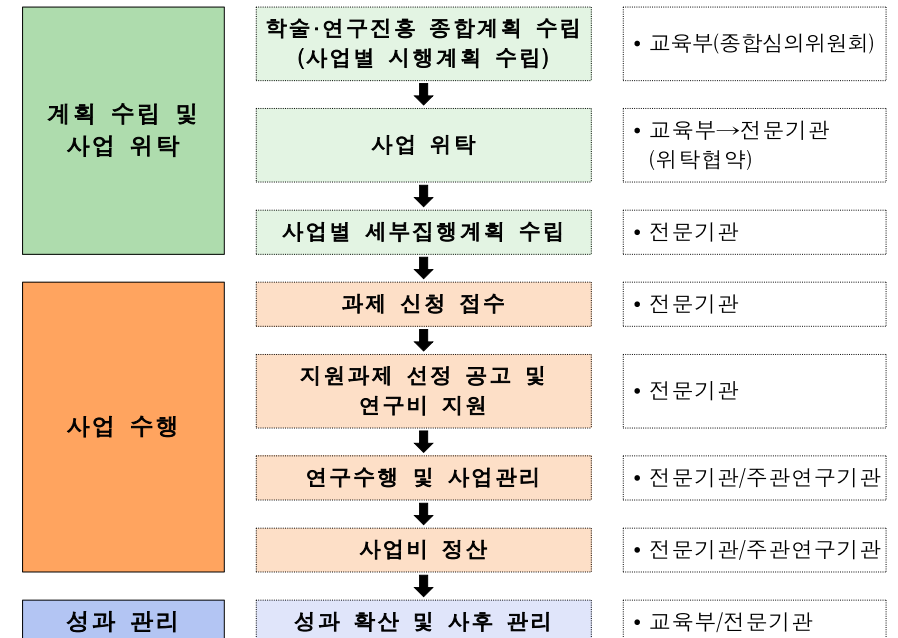 계획 수립 및
사업 위탁
학술·연구진흥 종합계획 수립
(사업별 시행계획 수립)
• 교육부(종합심의위원회)
사업 위탁
• 교육부→전문기관
(위탁협약)
사업별 세부집행계획 수립
• 전문기관
사업 수행
과제 신청 접수
• 전문기관
지원과제 선정 공고 및
연구비 지원
• 전문기관
연구수행 및 사업관리
• 전문기관/주관연구기관
사업비 정산
• 전문기관/주관연구기관
성과 관리
성과 확산 및 사후 관리
• 교육부/전문기관